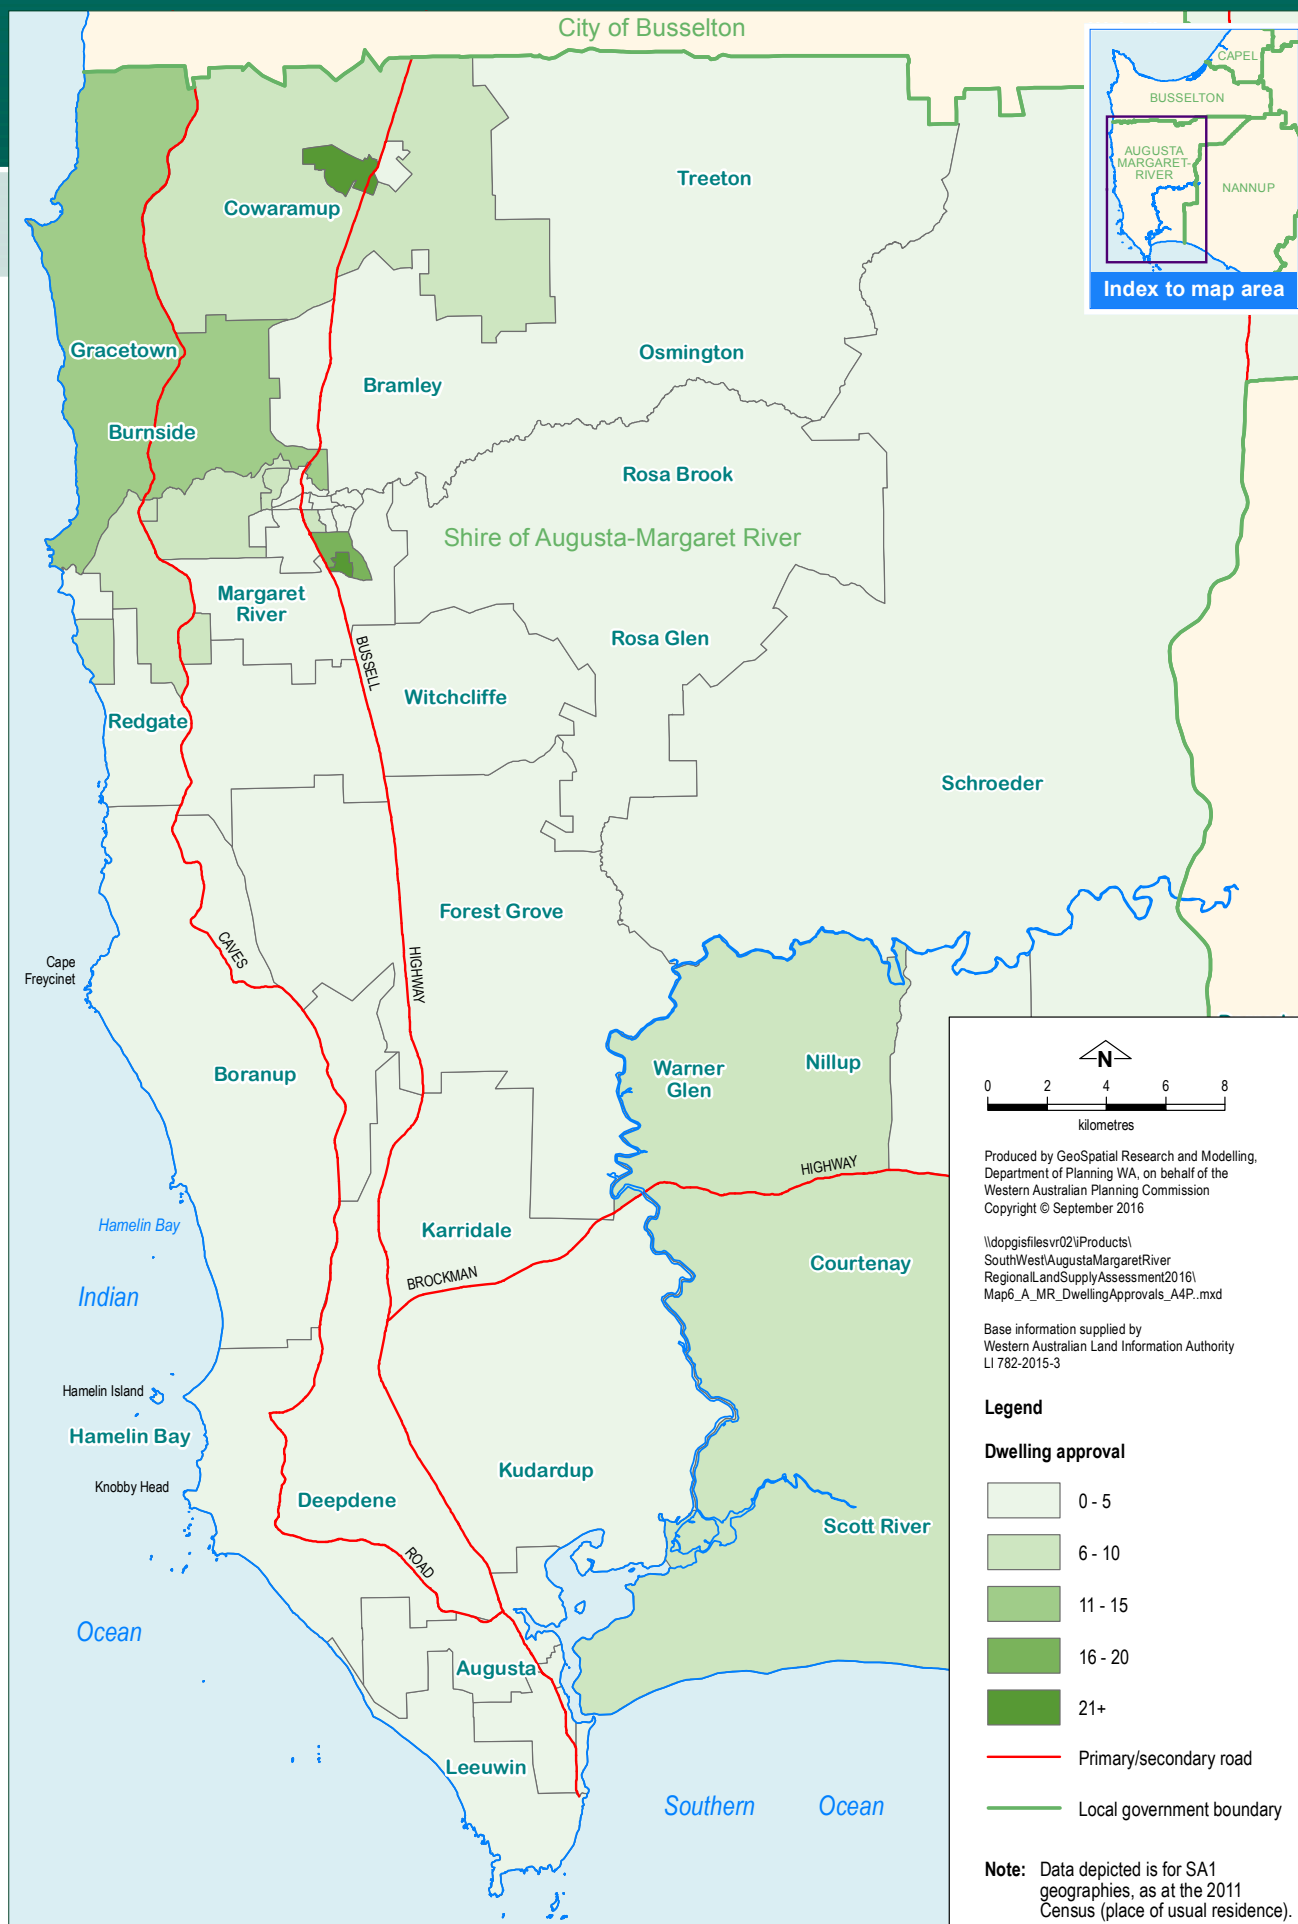 City of Busselton
CAPEL
BUSSELTON
AUGUSTA
MARGARET-
RIVER
NANNUP
Index to map area
Treeton
Cowaramup
Gracetown
Osmington
Bramley
Burnside
Rosa Brook
Shire of Augusta-Margaret River
Margaret
River
Rosa Glen
BUSSELL
Witchcliffe
Redgate
Schroeder
Forest Grove
CAVES
HIGHWAY
Cape
Freycinet
Boranup
Warner
Glen
Nillup
HIGHWAY
Hamelin Bay
Karridale
BROCKMAN
Courtenay
Indian
Hamelin Island
Hamelin Bay
Knobby Head
Kudardup
Deepdene
Scott River
ROAD
Ocean
Augusta
Leeuwin
Southern Ocean
N
0 2 4 6 8
kilometres
Produced by GeoSpatial Research and Modelling,
Department of Planning WA, on behalf of the
Western Australian Planning Commission
Copyright © September 2016
\\dopgisfilesvr02\iProducts\
SouthWest\AugustaMargaretRiver
RegionalLandSupplyAssessment2016\
Map6_A_MR_DwellingApprovals_A4P..mxd
Base information supplied by
Western Australian Land Information Authority
LI 782-2015-3
Legend
Dwelling approval
0 - 5
6 - 10
11 - 15
16 - 20
21+
Primary/secondary road
Local government boundary
Note: Data depicted is for SA1
geographies, as at the 2011
Census (place of usual residence).